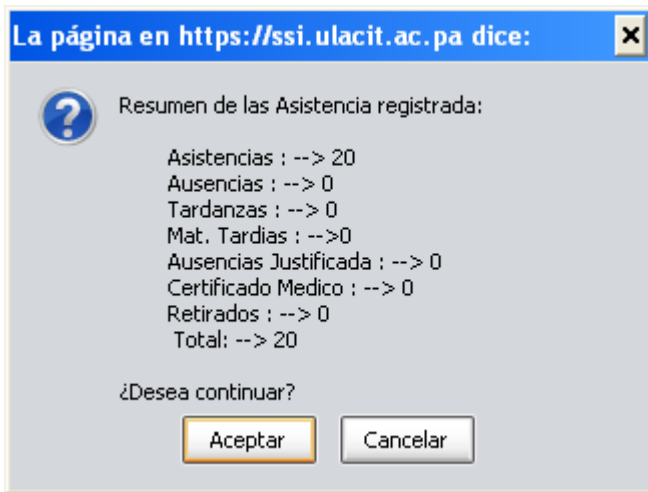 La página en https://ssi.ulacit.ac.pa dice:
Resumen de las Asistencia registrada:
Asistencias : --> 20
Ausencias : --> 0
Tardanzas : --> 0
Mat. Tardias : -->0
Ausencias Justificada : --> 0
Certificado Medico : --> 0
Retirados : --> 0
Total: --> 20
¿Desea continuar?
Aceptar Cancelar